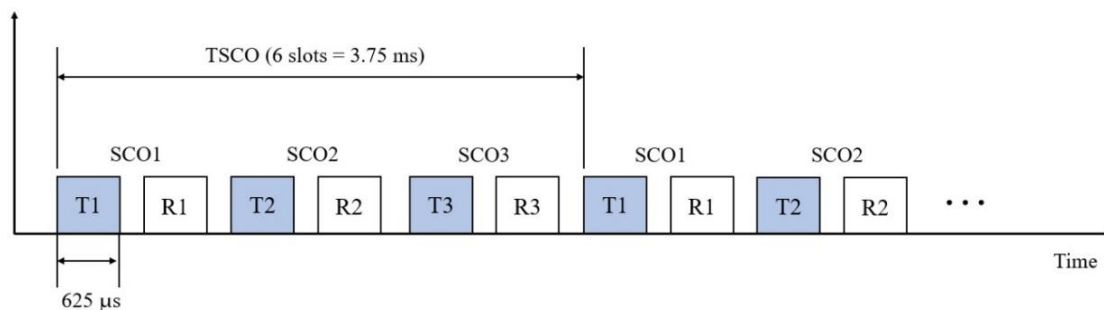 TSCO (6 slots = 3.75 ms)
SCO1 SCO2 SCO3 SCO1 SCO2
T1 R1 T2 R2 T3 R3 T1 R1 T2 R2 • • •
Time
625 μs